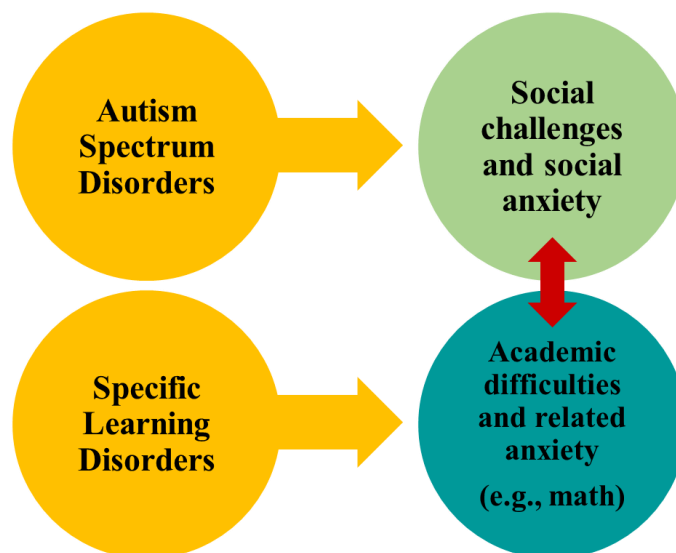 Autism
Spectrum
Disorders
Social
challenges
and social
anxiety
Specific
Learning
Disorders
Academic
difficulties
and related
anxiety
(e.g., math)